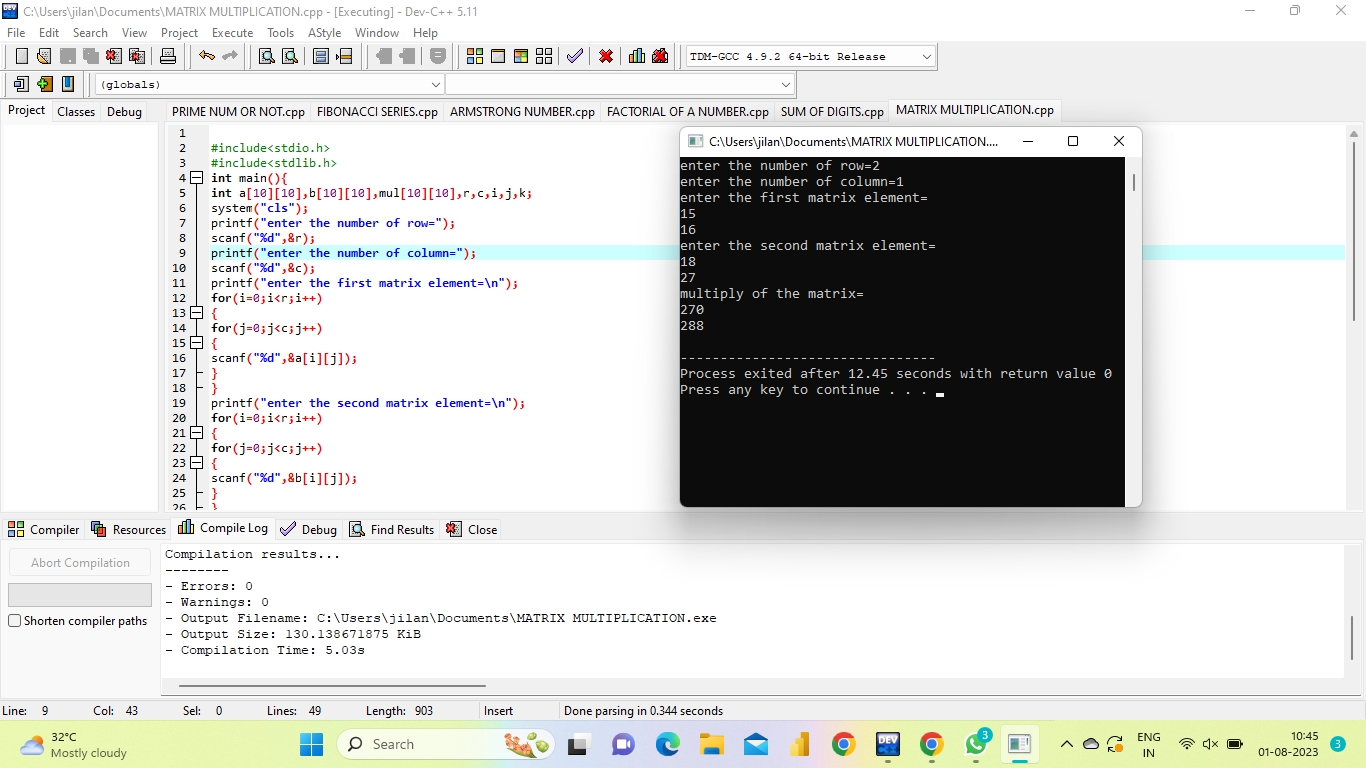 C:\Users\jilan\Documents\MATRIX MULTIPLICATION.cpp - [Executing] - Dev-C++ 5.11
File Edit Search View Project Execute Tools AStyle Window Help
TDM-GCC 4.9.2 64-bit Release
(globals)
Project Classes Debug
PRIME NUM OR NOT.cpp FIBONACCI SERIES.cpp ARMSTRONG NUMBER.cpp FACTORIAL OF A NUMBER.cpp SUM OF DIGITS.cpp MATRIX MULTIPLICATION.cpp
1
2 #include<stdio.h>
3 #include<stdlib.h>
4 int main(){
5 int a[10][10],b[10][10],mul[10][10],r,c,i,j,k;
6 system("cls");
7 printf("enter the number of row=");
8 scanf("%d",&r);
9 printf("enter the number of column=");
10 scanf("%d",&c);
11 printf("enter the first matrix element=\n");
12 for(i=0;i<r;i++)
13 {
14 for(j=0;j<c;j++)
15 {
16 scanf("%d",&a[i][j]);
17 }
18 }
19 printf("enter the second matrix element=\n");
20 for(i=0;i<r;i++)
21 {
22 for(j=0;j<c;j++)
23 {
24 scanf("%d",&b[i][j]);
25 }
26 }
C:\Users\jilan\Documents\MATRIX MULTIPLICATION....
enter the number of row=2
enter the number of column=1
enter the first matrix element=
15
16
enter the second matrix element=
18
27
multiply of the matrix=
270
288
--------------------------------
Process exited after 12.45 seconds with return value 0
Press any key to continue . . .
Compiler Resources Compile Log Debug Find Results Close
Abort Compilation
Shorten compiler paths
Compilation results...
--------
- Errors: 0
- Warnings: 0
- Output Filename: C:\Users\jilan\Documents\MATRIX MULTIPLICATION.exe
- Output Size: 130.138671875 KiB
- Compilation Time: 5.03s
Line: 9 Col: 43 Sel: 0 Lines: 49 Length: 903 Insert Done parsing in 0.344 seconds
32°C
Mostly cloudy
Search
DEV
3
ENG
IN
10:45
01-08-2023
3